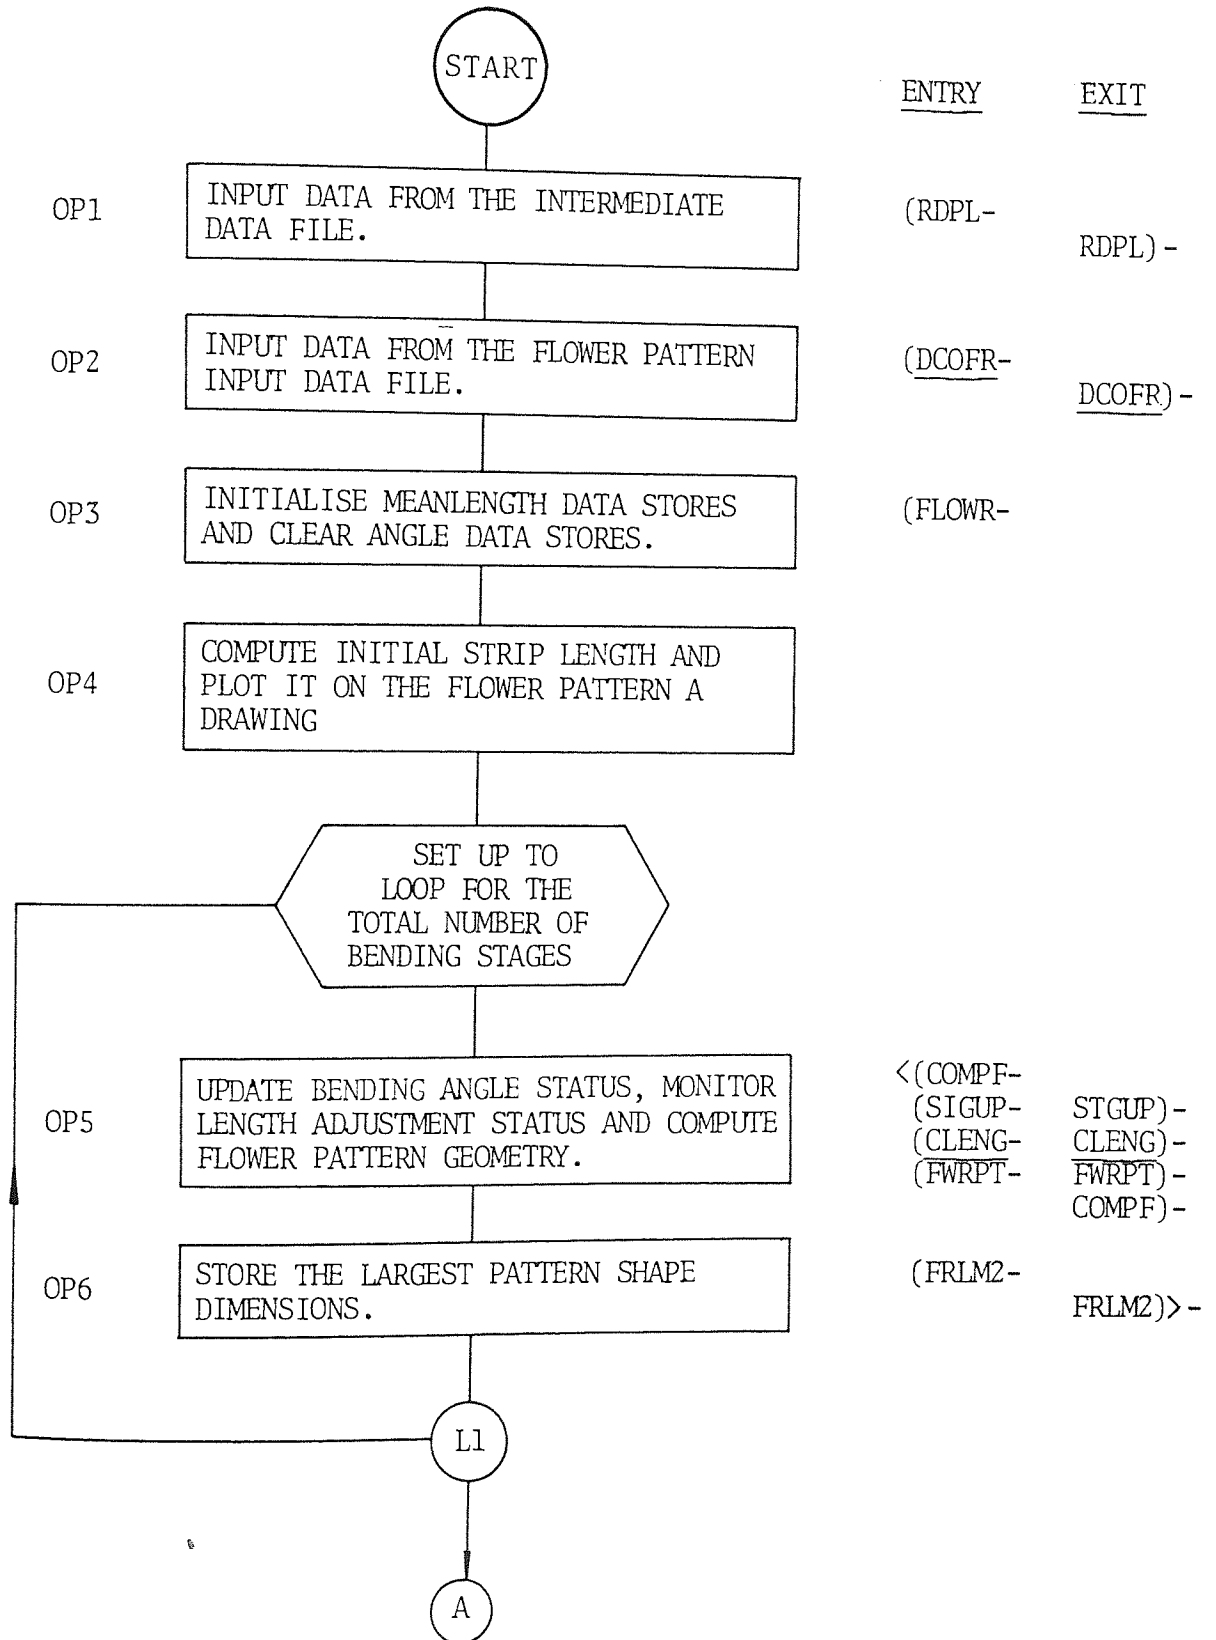 START
ENTRY EXIT
OP1
INPUT DATA FROM THE INTERMEDIATE
DATA FILE.
(RDPL-
RDPL)-
OP2
INPUT DATA FROM THE FLOWER PATTERN
INPUT DATA FILE.
(DCOFR-
DCOFR)-
OP3
INITIALISE MEANLENGTH DATA STORES
AND CLEAR ANGLE DATA STORES.
(FLOWR-
OP4
COMPUTE INITIAL STRIP LENGTH AND
PLOT IT ON THE FLOWER PATTERN A
DRAWING
SET UP TO
LOOP FOR THE
TOTAL NUMBER OF
BENDING STAGES
OP5
UPDATE BENDING ANGLE STATUS, MONITOR
LENGTH ADJUSTMENT STATUS AND COMPUTE
FLOWER PATTERN GEOMETRY.
<(COMPF-
(SIGUP- STGUP)-
(CLENG- CLENG)-
(FWRPT- FWRPT)-
COMPF)-
OP6
STORE THE LARGEST PATTERN SHAPE
DIMENSIONS.
(FRLM2-
FRLM2)>-
L1
A